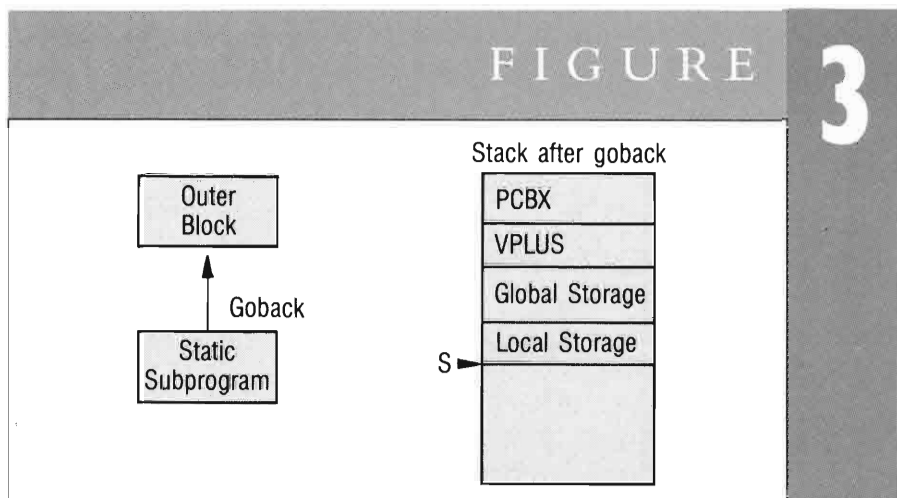 FIGURE 3
Outer
Block
Goback
Static
Subprogram
Stack after goback
PCBX
VPLUS
Global Storage
Local Storage
S